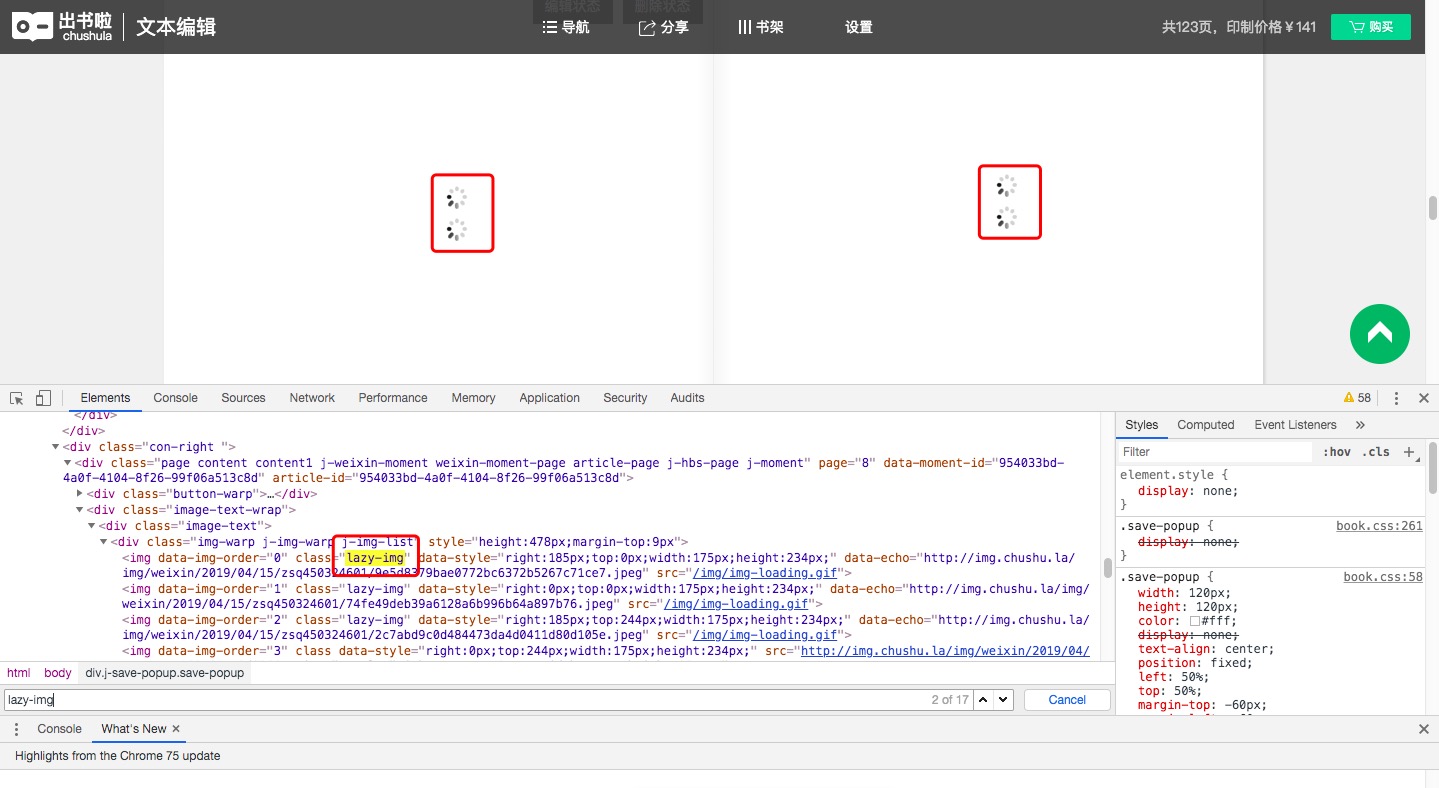 编辑状态 删除状态
出书啦 chushula 文本编辑 导航 分享 书架 设置 共123页，印制价格￥141 购买
Elements Console Sources Network Performance Memory Application Security Audits 58
</div>
</div>
<div class="con-right ">
<div class="page content content1 j-weixin-moment weixin-moment-page article-page j-hbs-page j-moment" page="8" data-moment-id="954033bd-
4a0f-4104-8f26-99f06a513c8d" article-id="954033bd-4a0f-4104-8f26-99f06a513c8d">
<div class="button-warp">…</div>
<div class="image-text-wrap">
<div class="image-text">
<div class="img-warp j-img-warp j-img-list" style="height:478px;margin-top:9px">
<img data-img-order="0" class="lazy-img" data-style="right:185px;top:0px;width:175px;height:234px;" data-echo="http://img.chushu.la/
img/weixin/2019/04/15/zsq450324601/9e5d8379bae0772bc6372b5267c71ce7.jpeg" src="/img/img-loading.gif">
<img data-img-order="1" class="lazy-img" data-style="right:0px;top:0px;width:175px;height:234px;" data-echo="http://img.chushu.la/img/
weixin/2019/04/15/zsq450324601/74fe49deb39a6128a6b996b64a897b76.jpeg" src="/img/img-loading.gif">
<img data-img-order="2" class="lazy-img" data-style="right:185px;top:244px;width:175px;height:234px;" data-echo="http://img.chushu.la/
img/weixin/2019/04/15/zsq450324601/2c7abd9c0d484473da4d0411d80d105e.jpeg" src="/img/img-loading.gif">
<img data-img-order="3" class data-style="right:0px;top:244px;width:175px;height:234px;" src="http://img.chushu.la/img/weixin/2019/04/
html body div.j-save-popup.save-popup
lazy-img 2 of 17 Cancel
Styles Computed Event Listeners »
Filter :hov .cls +
element.style {
display: none;
}
.save-popup { book.css:261
display: none;
}
.save-popup { book.css:58
width: 120px;
height: 120px;
color: #fff;
display: none;
text-align: center;
position: fixed;
left: 50%;
top: 50%;
margin-top: -60px;
Console What's New ×
Highlights from the Chrome 75 update